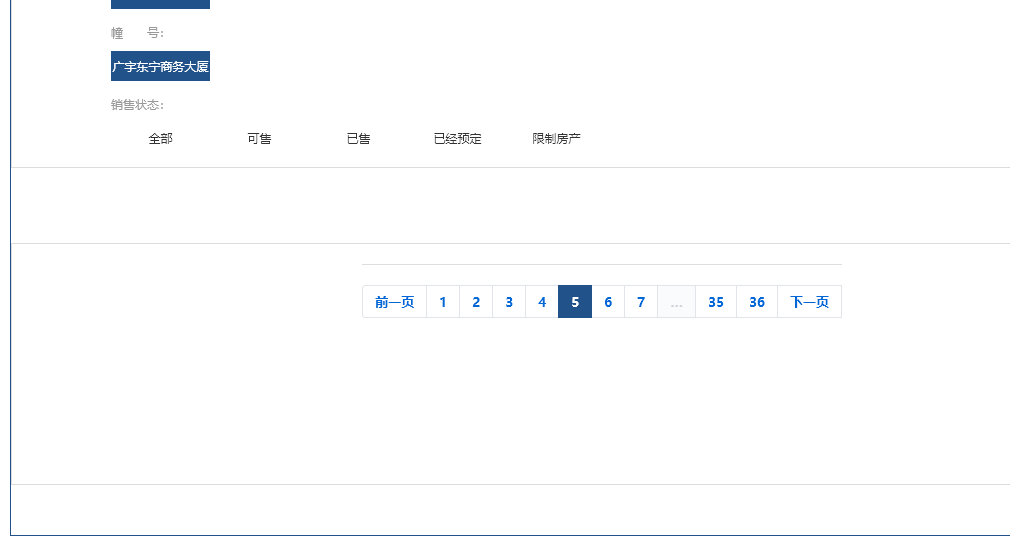 幢　　号：
广宇东宁商务大厦
销售状态：
全部 可售 已售 已经预定 限制房产
前一页 1 2 3 4 5 6 7 ... 35 36 下一页